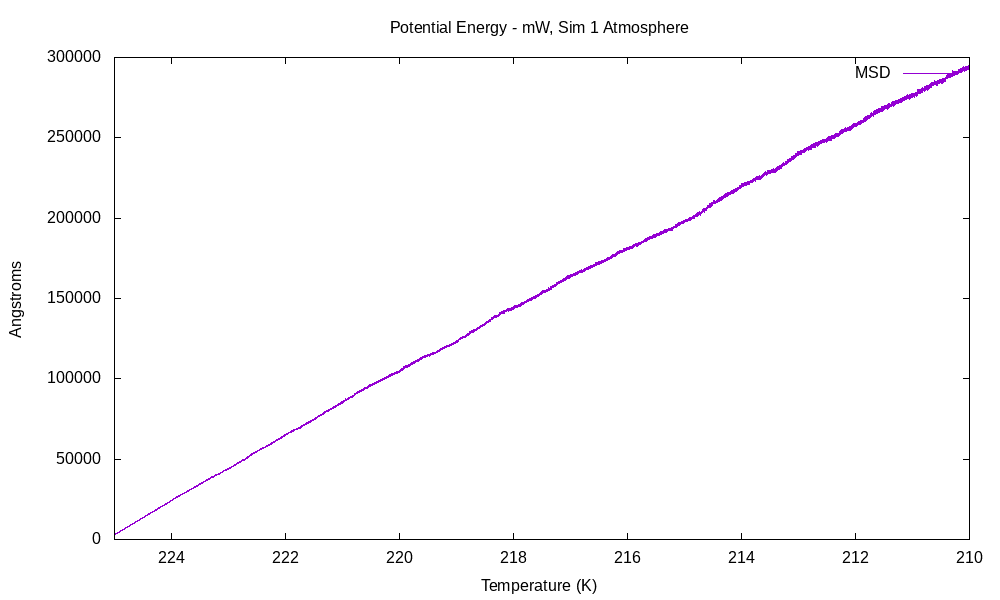 Potential Energy - mW, Sim 1 Atmosphere
300000
250000
200000
150000
100000
50000
0
MSD
Angstroms
224 222 220 218 216 214 212 210
Temperature (K)